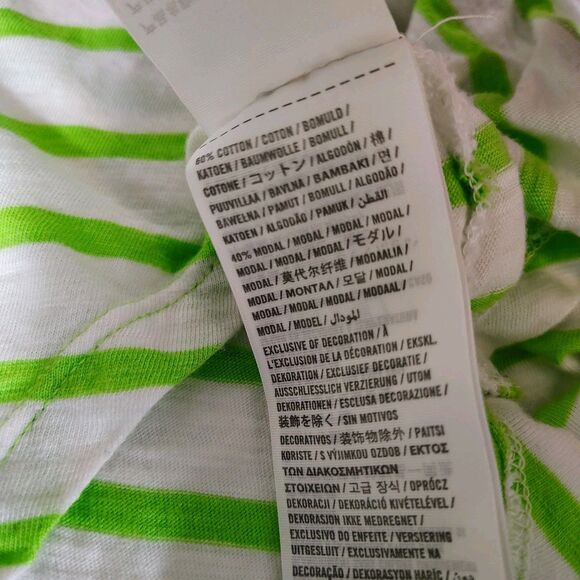 60% COTTON / COTON / BOMULD /
KATOEN / BAUMWOLLE / BOMULL /
COTONE / コットン / ALGODÓN / 棉 /
PUUVILLAA / BAVLNA / ΒΑΜΒΑΚΙ / 면 /
BAWEŁNA / PAMUT / BOMULL / ALGODÃO /
KATOEN / ALGODÃO / PAMUK / القطن
40% MODAL / MODAL / MODAL / MODAL /
MODAL / MODAL / MODAL / モダル /
MODAL / 莫代尔纤维 / MODAALIA /
MODAL / ΜΟΝΤΑΛ / 모달 / MODAL /
MODAL / MODAL / MODAL / MODAAL /
MODAL / MODEL / المودال
EXCLUSIVE OF DECORATION / À
L'EXCLUSION DE LA DÉCORATION / EKSKL.
DEKORATION / EXCLUSIEF DECORATIE /
AUSSCHLIESSLICH VERZIERUNG / UTOM
DEKORATIONEN / ESCLUSA DECORAZIONE /
装飾を除く / SIN MOTIVOS
DECORATIVOS / 装饰物除外 / PAITSI
KORISTE / S VÝJIMKOU OZDOB / ΕΚΤΟΣ
ΤΩΝ ΔΙΑΚΟΣΜΗΤΙΚΩΝ
ΣΤΟΙΧΕΙΩΝ / 고급 장식 / OPRÓCZ
DEKORACJI / DEKORÁCIÓ KIVÉTELÉVEL /
DEKORASJON IKKE MEDREGNET /
EXCLUSIVO DO ENFEITE / VERSIERING
UITGESLUIT / EXCLUSIVAMENTE NA
DECORAÇÃO / DEKORASYON HARİÇ / دون